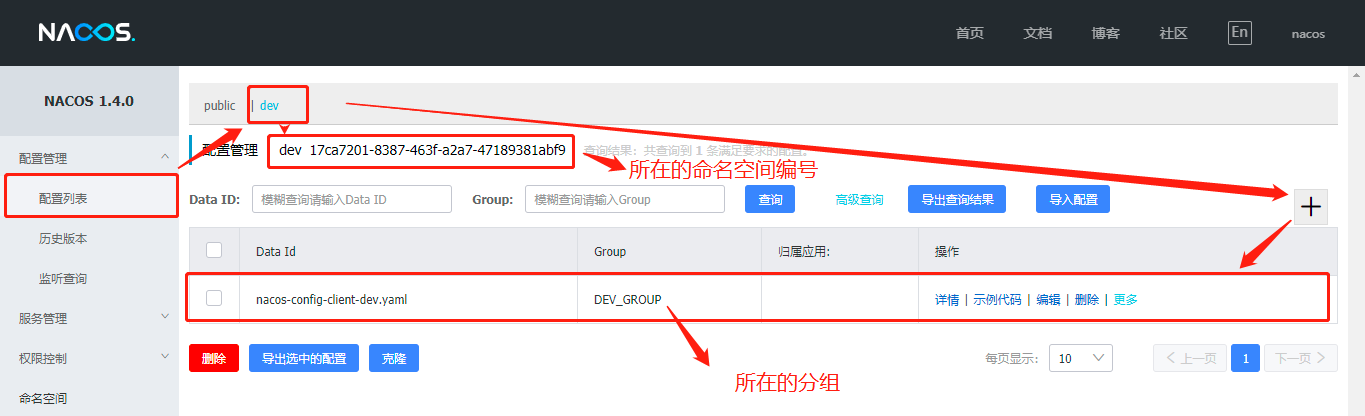 NACOS.
首页 文档 博客 社区 En nacos
NACOS 1.4.0
配置管理
配置列表
历史版本
监听查询
服务管理
权限控制
命名空间
public | dev
配置管理 dev 17ca7201-8387-463f-a2a7-47189381abf9 查询结果：共查询到 1 条满足要求的配置。
所在的命名空间编号
Data ID: 模糊查询请输入Data ID Group: 模糊查询请输入Group 查询 高级查询 导出查询结果 导入配置
Data Id Group 归属应用: 操作
nacos-config-client-dev.yaml DEV_GROUP 详情 | 示例代码 | 编辑 | 删除 | 更多
删除 导出选中的配置 克隆 每页显示: 10 上一页 1 下一页
所在的分组